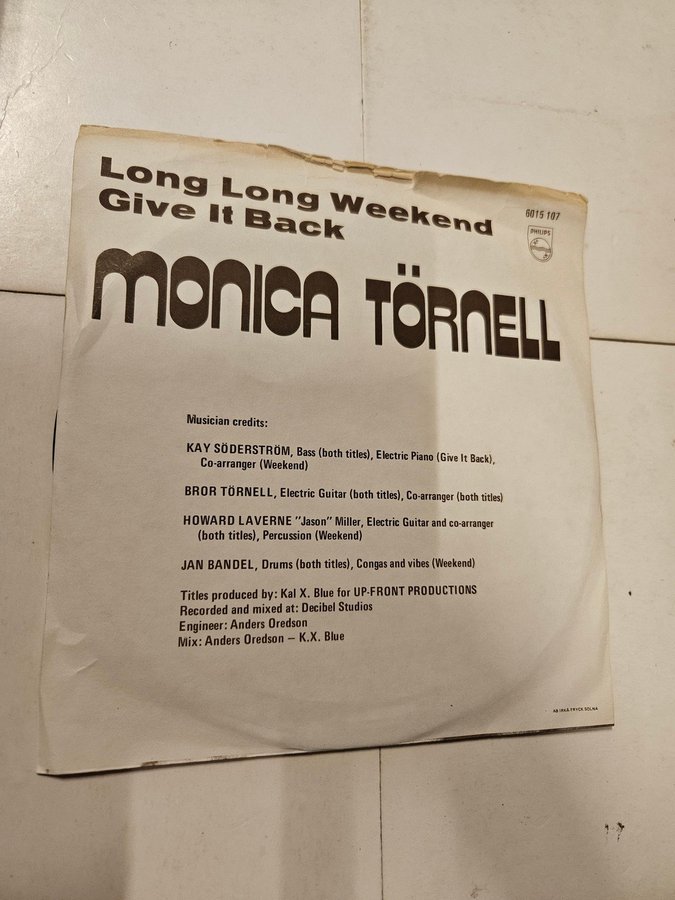 Long Long Weekend
Give It Back
6015 107
PHILIPS
MONICA TÖRNELL
Musician credits:
KAY SÖDERSTRÖM, Bass (both titles), Electric Piano (Give It Back),
Co-arranger (Weekend)
BROR TÖRNELL, Electric Guitar (both titles), Co-arranger (both titles)
HOWARD LAVERNE "Jason" Miller, Electric Guitar and co-arranger
(both titles), Percussion (Weekend)
JAN BANDEL, Drums (both titles), Congas and vibes (Weekend)
Titles produced by: Kal X. Blue for UP-FRONT PRODUCTIONS
Recorded and mixed at: Decibel Studios
Engineer: Anders Oredson
Mix: Anders Oredson – K.X. Blue
AB TRYCK SOLNA